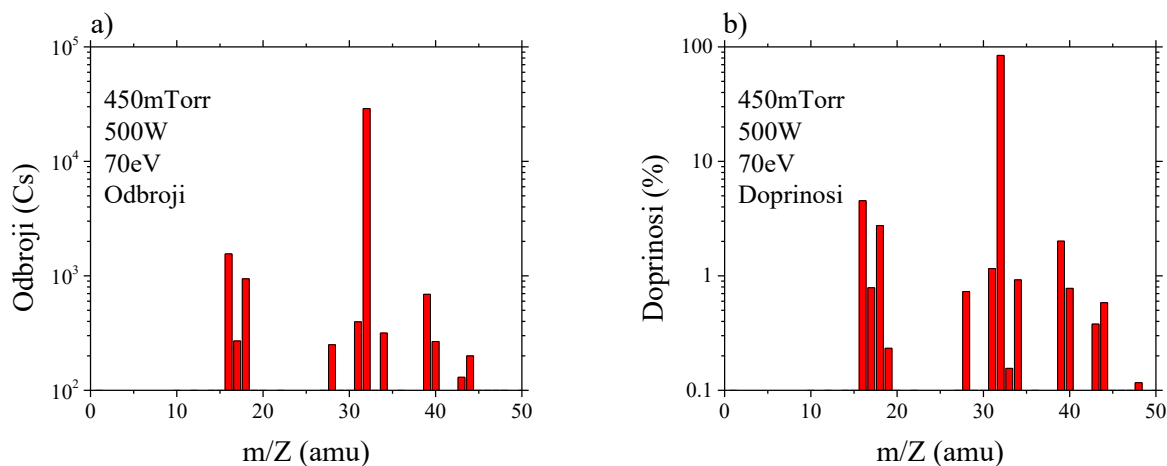 a)
Odbroji (Cs)
10^5
10^4
10^3
10^2
450mTorr
500W
70eV
Odbroji
0 10 20 30 40 50
m/Z (amu)
b)
Doprinosi (%)
100
10
1
0.1
450mTorr
500W
70eV
Doprinosi
0 10 20 30 40 50
m/Z (amu)